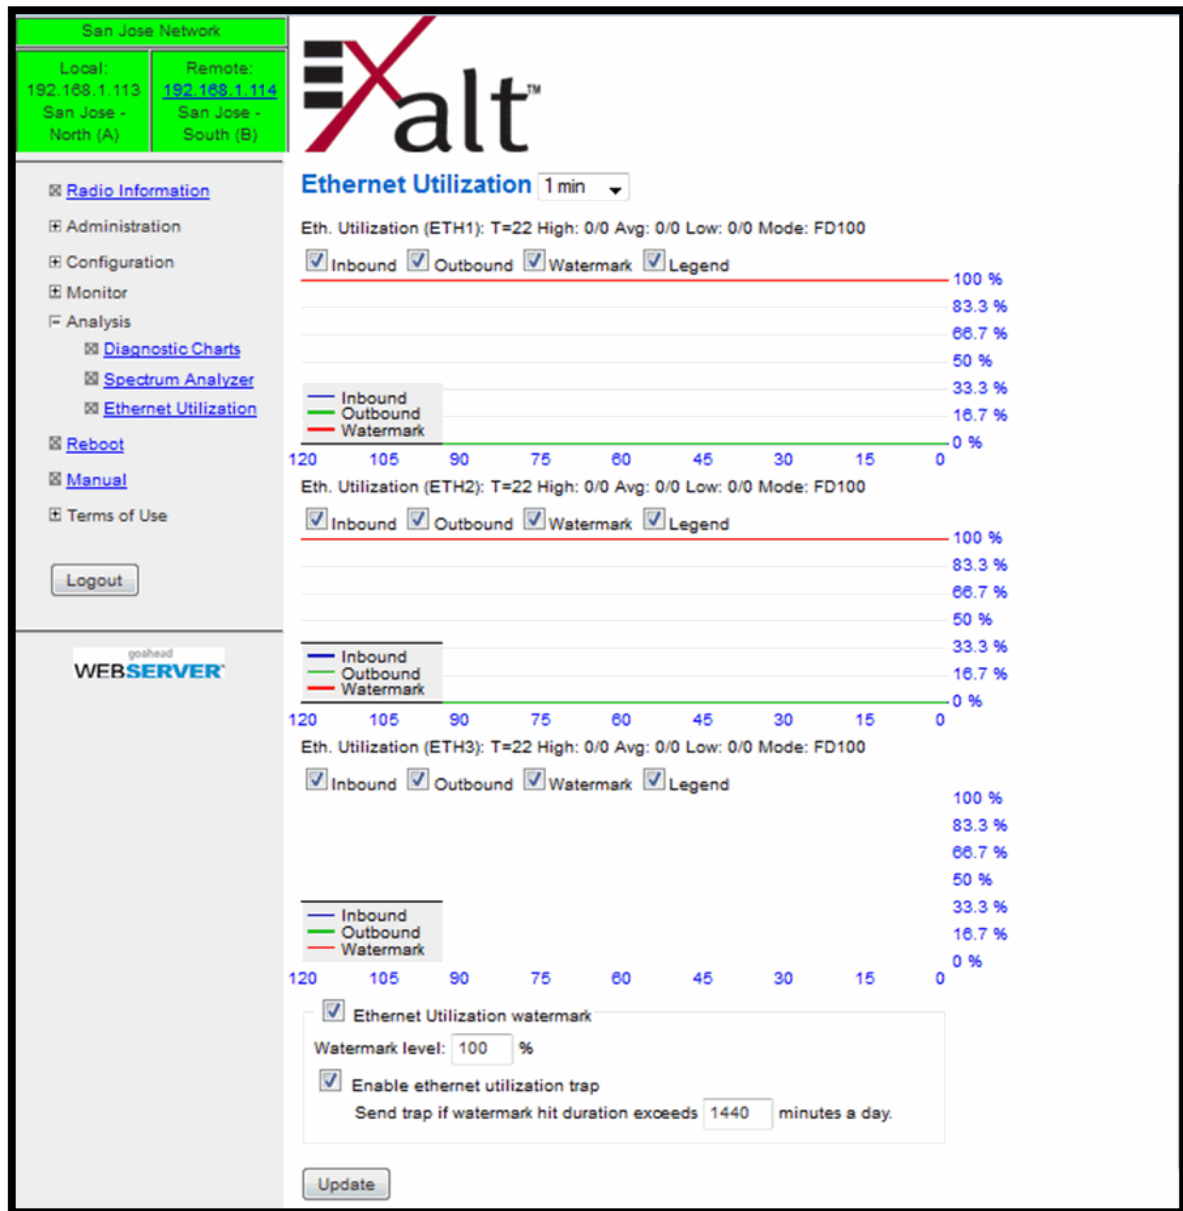 San Jose Network
Local:
192.168.1.113
San Jose -
North (A)
Remote:
192.168.1.114
San Jose -
South (B)
EXalt™
Radio Information
Administration
Configuration
Monitor
Analysis
Diagnostic Charts
Spectrum Analyzer
Ethernet Utilization
Reboot
Manual
Terms of Use
Logout
goahead
WEBSERVER
Ethernet Utilization 1 min
Eth. Utilization (ETH1): T=22 High: 0/0 Avg: 0/0 Low: 0/0 Mode: FD100
Inbound Outbound Watermark Legend
100 %
83.3 %
66.7 %
50 %
33.3 %
16.7 %
0 %
Inbound
Outbound
Watermark
120 105 90 75 60 45 30 15 0
Eth. Utilization (ETH2): T=22 High: 0/0 Avg: 0/0 Low: 0/0 Mode: FD100
Inbound Outbound Watermark Legend
100 %
83.3 %
66.7 %
50 %
33.3 %
16.7 %
0 %
Inbound
Outbound
Watermark
120 105 90 75 60 45 30 15 0
Eth. Utilization (ETH3): T=22 High: 0/0 Avg: 0/0 Low: 0/0 Mode: FD100
Inbound Outbound Watermark Legend
100 %
83.3 %
66.7 %
50 %
33.3 %
16.7 %
0 %
Inbound
Outbound
Watermark
120 105 90 75 60 45 30 15 0
Ethernet Utilization watermark
Watermark level: 100 %
Enable ethernet utilization trap
Send trap if watermark hit duration exceeds 1440 minutes a day.
Update